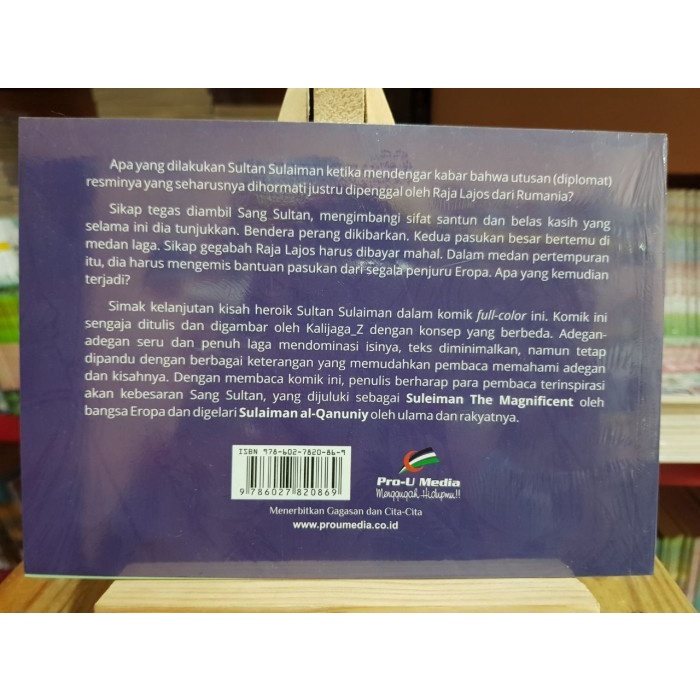 Apa yang dilakukan Sultan Sulaiman ketika mendengar kabar bahwa utusan (diplomat)
resminya yang seharusnya dihormati justru dipenggal oleh Raja Lajos dari Rumania?
Sikap tegas diambil Sang Sultan, mengimbangi sifat santun dan belas kasih yang
selama ini dia tunjukkan. Bendera perang dikibarkan. Kedua pasukan besar bertemu di
medan laga. Sikap gegabah Raja Lajos harus dibayar mahal. Dalam medan pertempuran
itu, dia harus mengemis bantuan pasukan dari segala penjuru Eropa. Apa yang kemudian
terjadi?
Simak kelanjutan kisah heroik Sultan Sulaiman dalam komik full-color ini. Komik ini
sengaja ditulis dan digambar oleh Kalijaga_Z dengan konsep yang berbeda. Adegan-
adegan seru dan penuh laga mendominasi isinya, teks diminimalkan, namun tetap
dipandu dengan berbagai keterangan yang memudahkan pembaca memahami adegan
dan kisahnya. Dengan membaca komik ini, penulis berharap para pembaca terinspirasi
akan kebesaran Sang Sultan, yang dijuluki sebagai Suleiman The Magnificent oleh
bangsa Eropa dan digelari Sulaiman al-Qanuniy oleh ulama dan rakyatnya.
ISBN 978-602-7820-86-9
9 786027 820869
Pro-U Media
Menggugah Hidupmu!!
Menerbitkan Gagasan dan Cita-Cita
www.proumedia.co.id